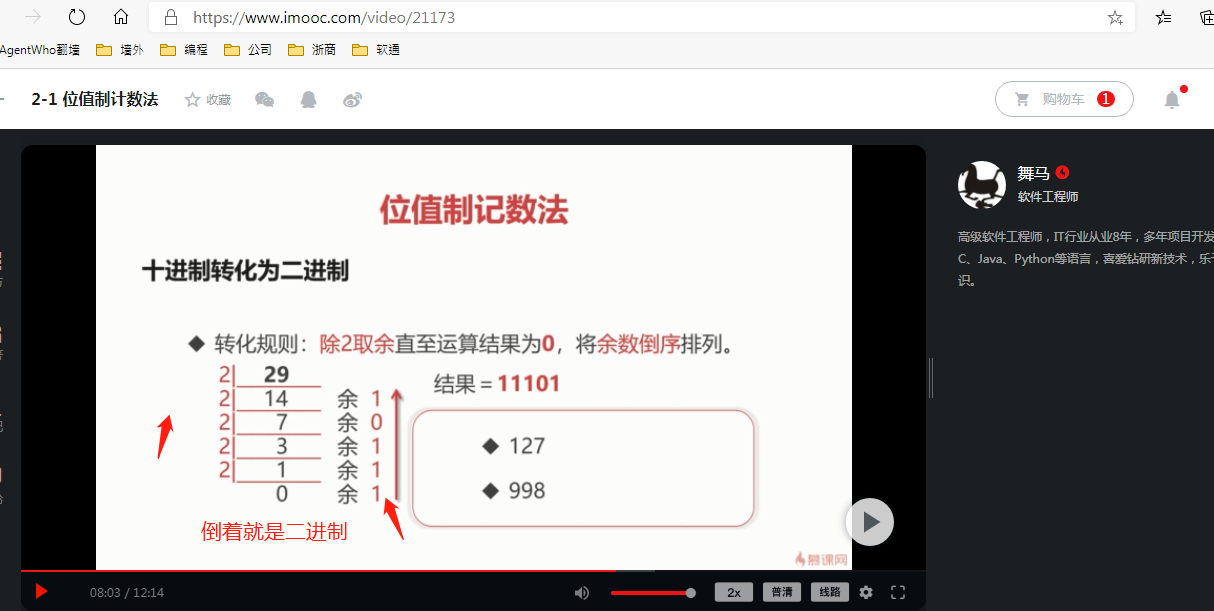 https://www.imooc.com/video/21173
AgentWho翻墙 墙外 编程 公司 浙商 软通
2-1 位值制计数法 收藏 购物车 1
舞马
软件工程师
高级软件工程师，IT行业从业8年，多年项目开发
C、Java、Python等语言，喜爱钻研新技术，乐于
识。
位值制记数法
十进制转化为二进制
◆ 转化规则：除2取余直至运算结果为0，将余数倒序排列。
2 29
2 14 余 1
2 7 余 0
2 3 余 1
2 1 余 1
0 余 1
结果 = 11101
◆ 127
◆ 998
倒着就是二进制
慕课网
08:03 / 12:14 2x 普清 线路